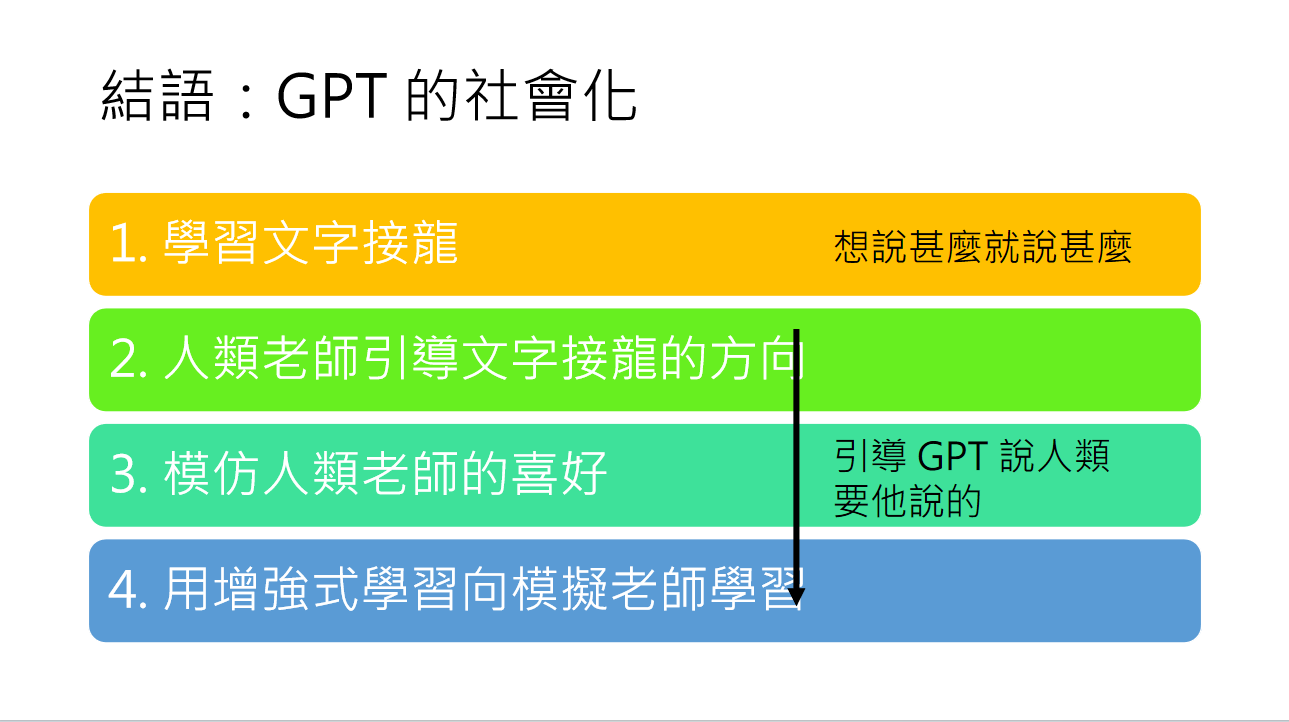 結語：GPT 的社會化
1. 學習文字接龍
想說甚麼就說甚麼
2. 人類老師引導文字接龍的方向
3. 模仿人類老師的喜好
引導 GPT 說人類
要他說的
4. 用增強式學習向模擬老師學習